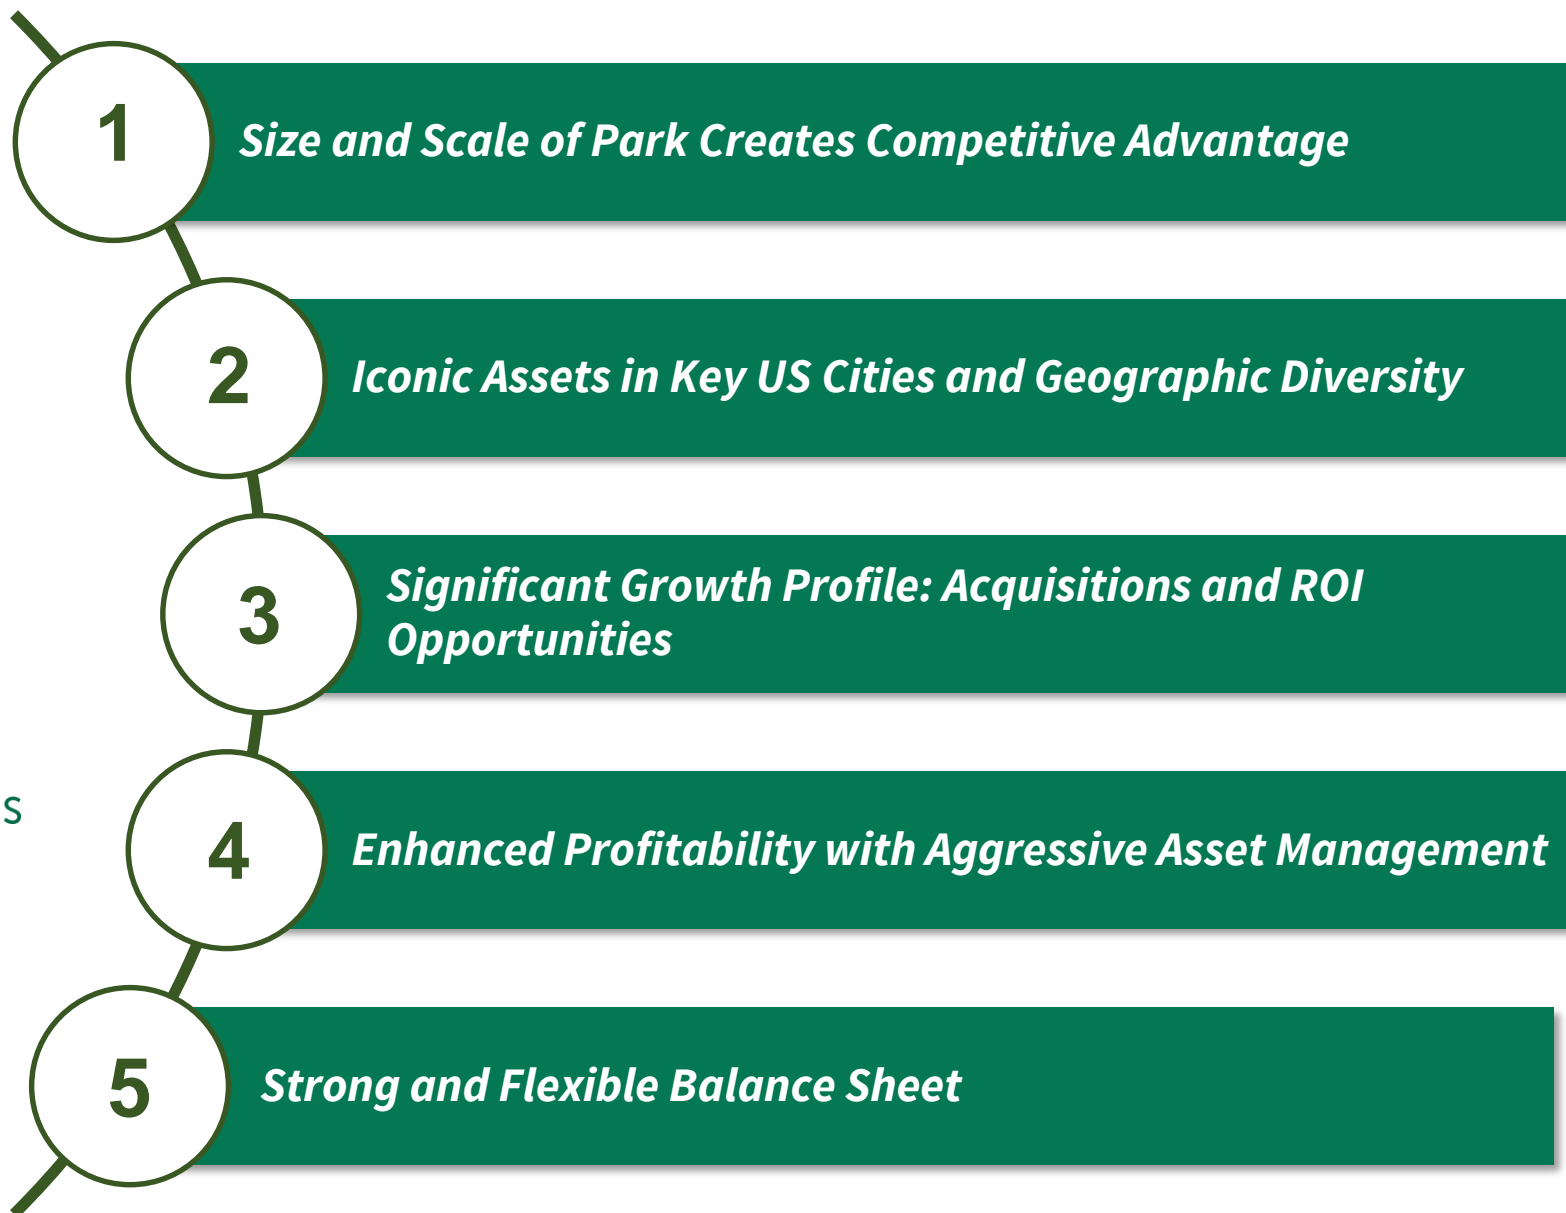 1
Size and Scale of Park Creates Competitive Advantage
2
Iconic Assets in Key US Cities and Geographic Diversity
3
Significant Growth Profile: Acquisitions and ROI
Opportunities
s
4
Enhanced Profitability with Aggressive Asset Management
5
Strong and Flexible Balance Sheet